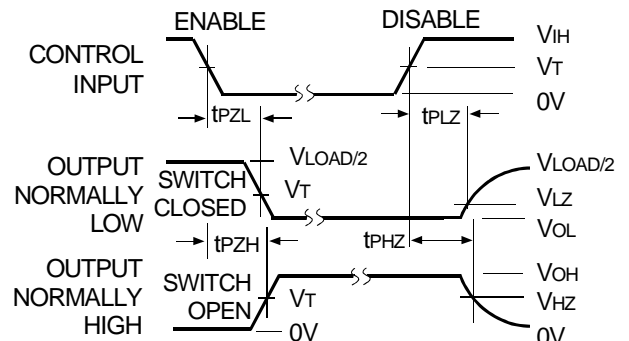 ENABLE DISABLE
CONTROL INPUT
VIH
VT
0V
tPZL tPLZ
OUTPUT NORMALLY LOW
SWITCH CLOSED
VLOAD/2
VT
VLOAD/2
VLZ
VOL
tPZH tPHZ
OUTPUT NORMALLY HIGH
SWITCH OPEN
VT
0V
VOH
VHZ
0V